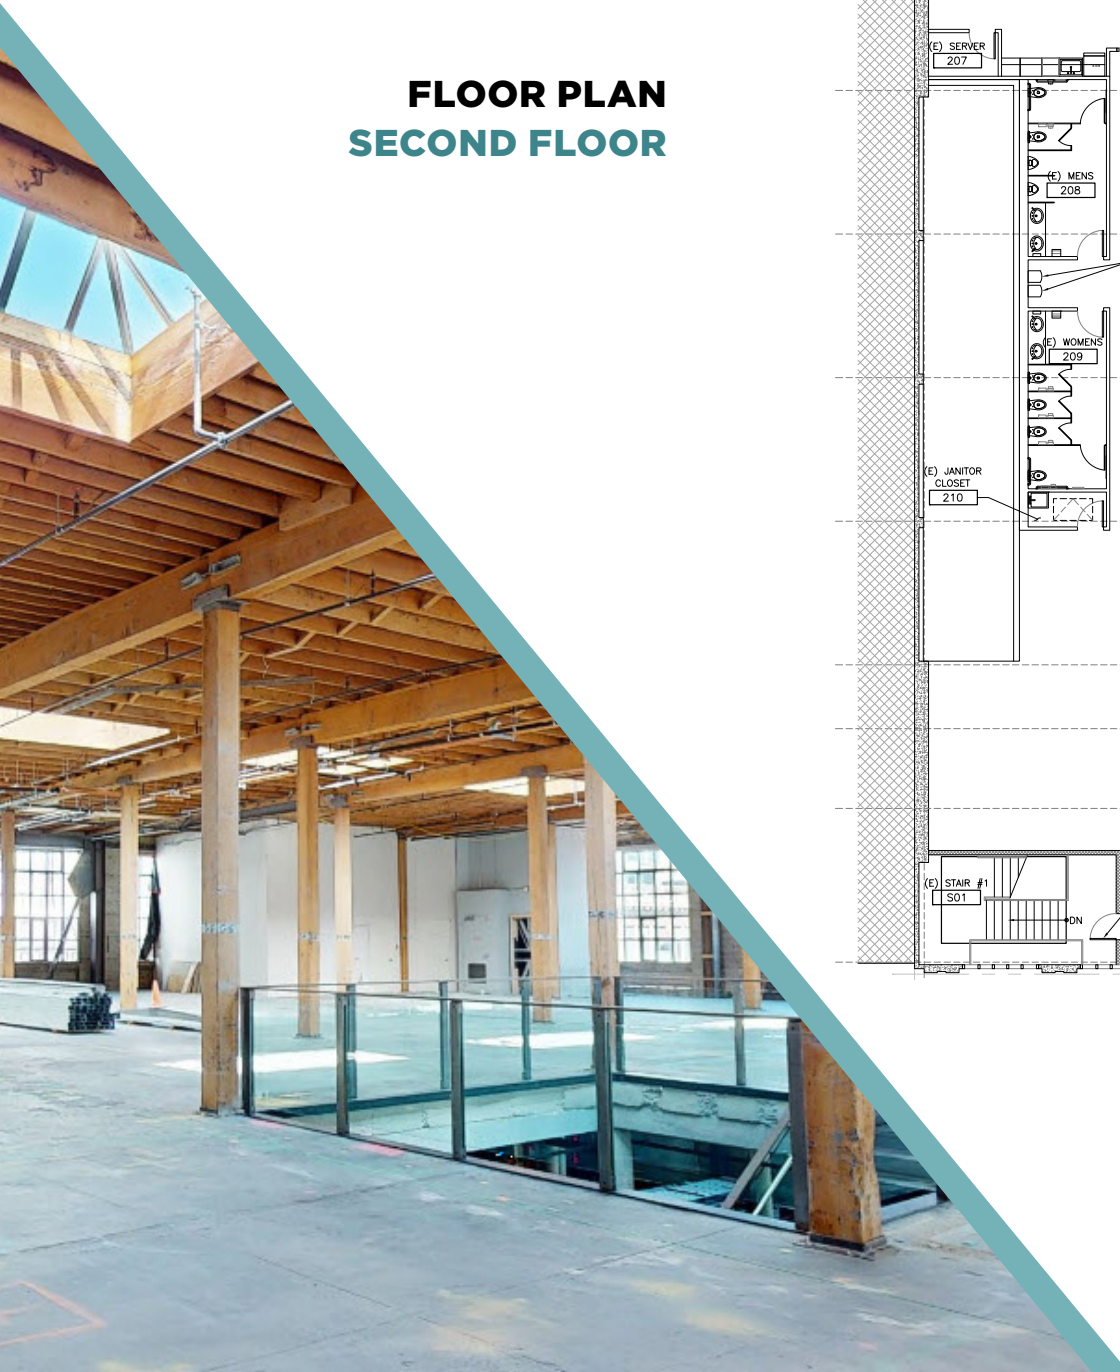 FLOOR PLAN
SECOND FLOOR
(E) SERVER
207
(E) MENS
208
(E) WOMENS
209
(E) JANITOR
CLOSET
210
(E) STAIR #1
S01
DN